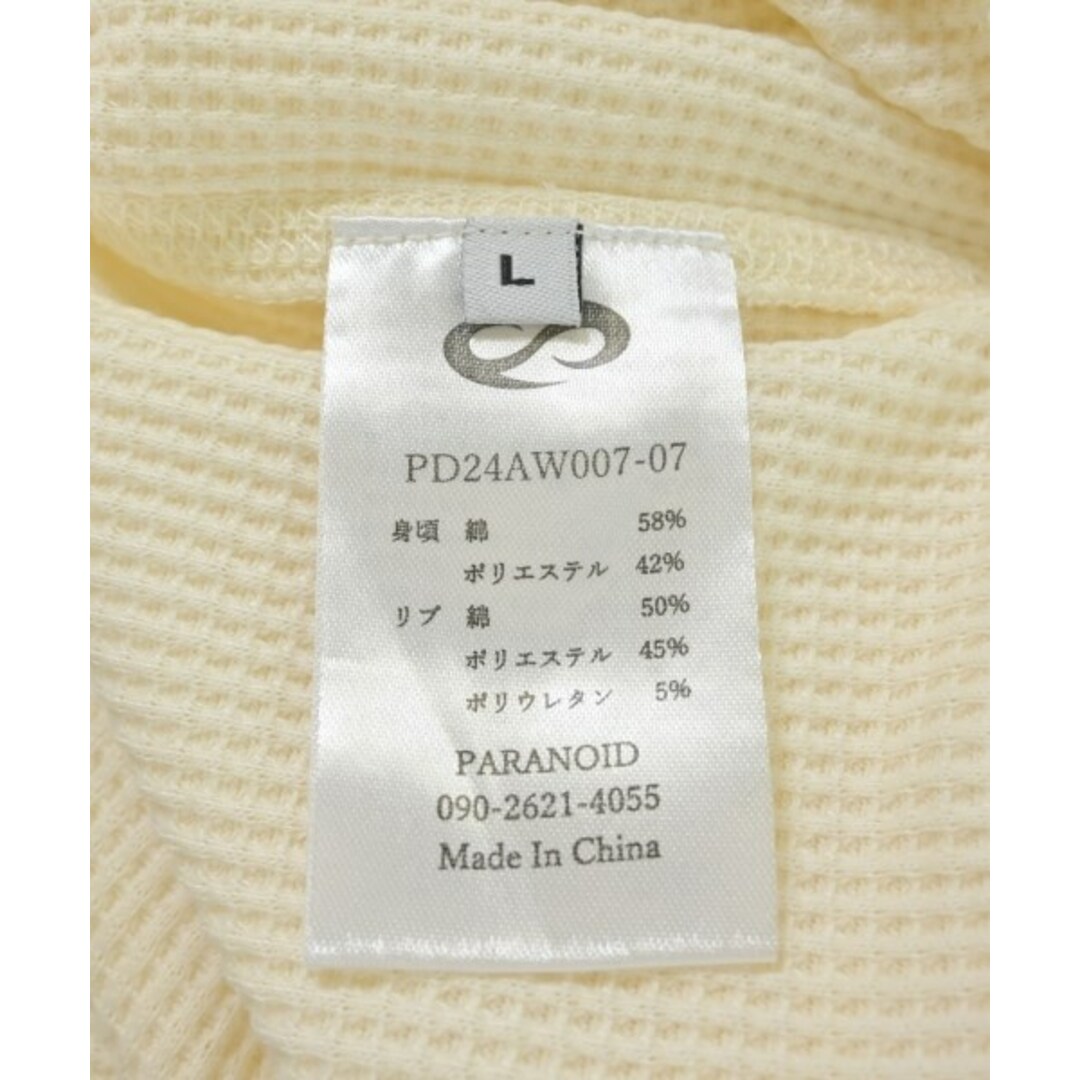 L
PD24AW007-07
身頃 綿 58%
ポリエステル 42%
リブ 綿 50%
ポリエステル 45%
ポリウレタン 5%
PARANOID
090-2621-4055
Made In China